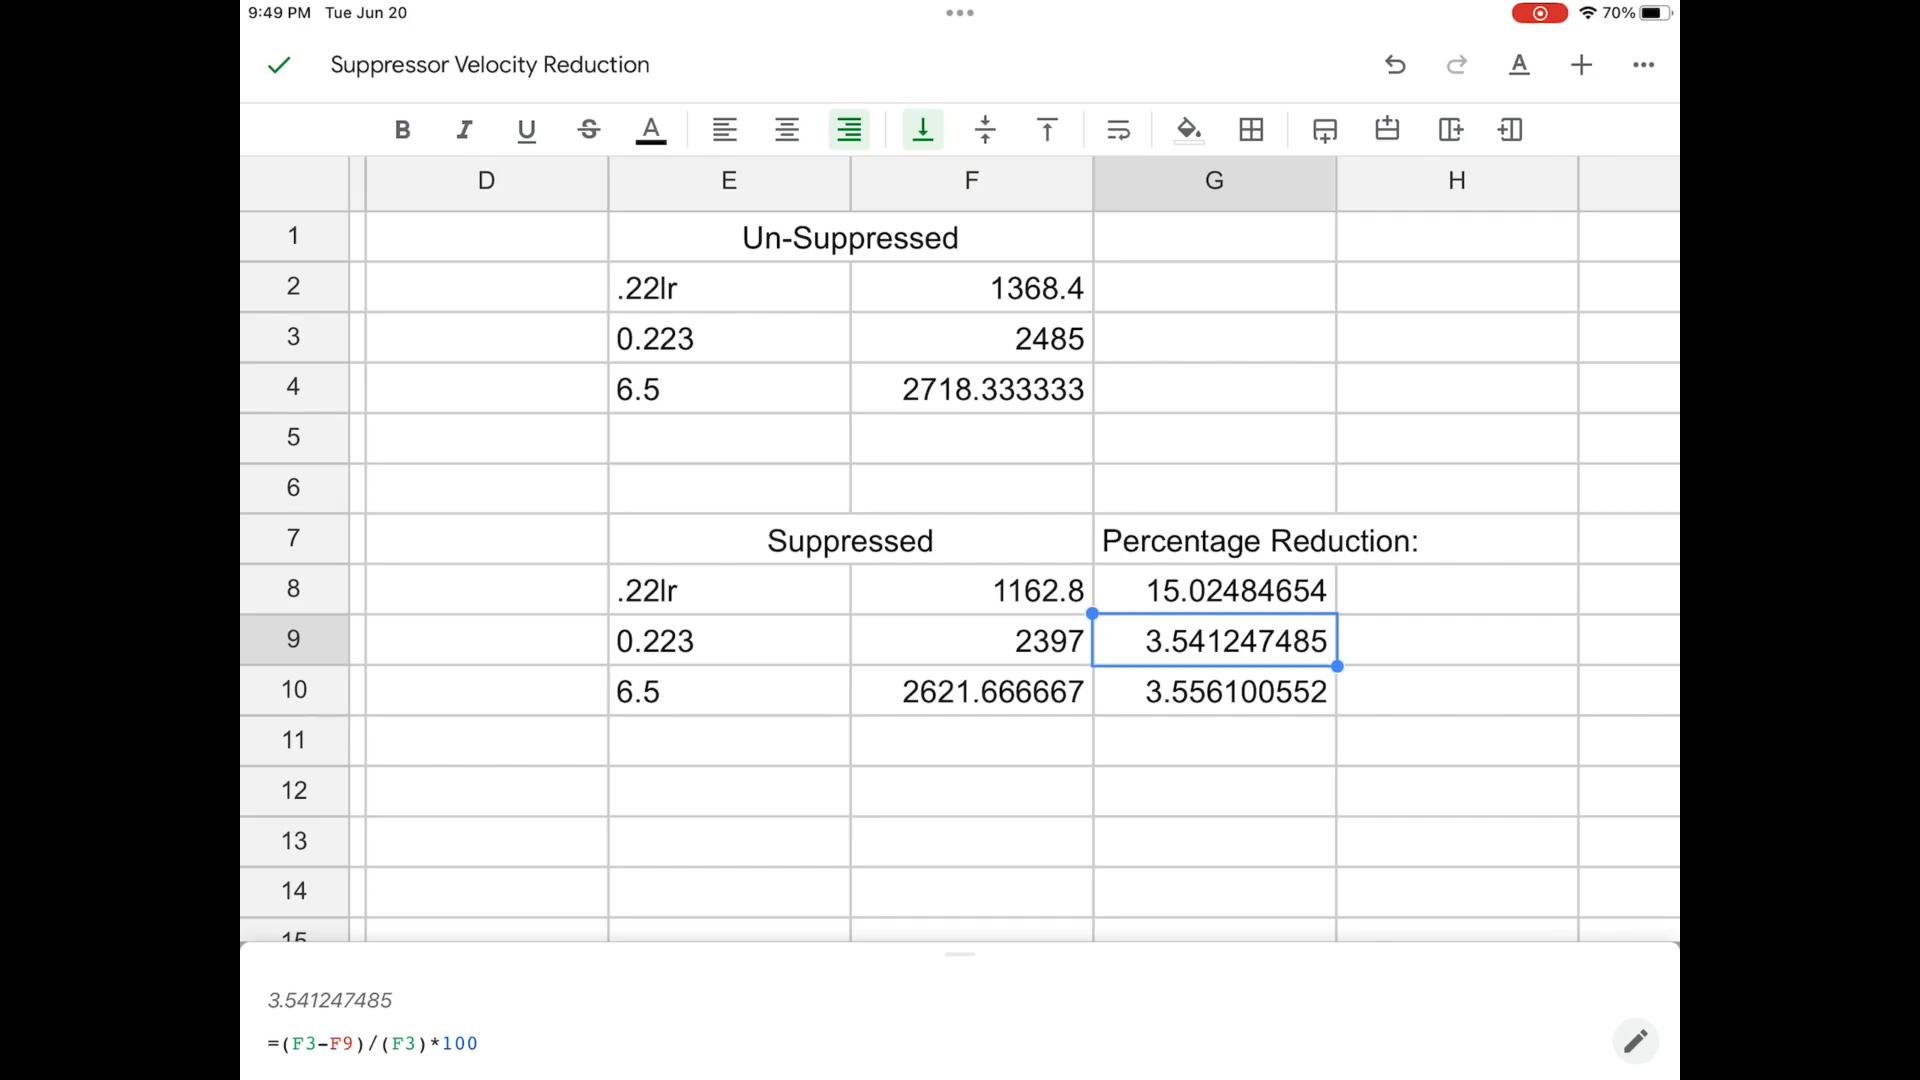 9:49 PM Tue Jun 20
70%
Suppressor Velocity Reduction
B I U S A
D E F G H
1 Un-Suppressed
2 .22lr 1368.4
3 0.223 2485
4 6.5 2718.333333
5
6
7 Suppressed Percentage Reduction:
8 .22lr 1162.8 15.02484654
9 0.223 2397 3.541247485
10 6.5 2621.666667 3.556100552
11
12
13
14
15
3.541247485
=(F3-F9)/(F3)*100